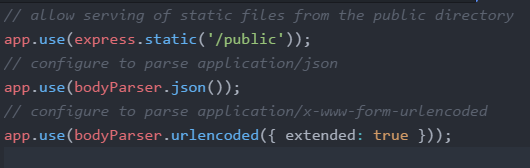 // allow serving of static files from the public directory
app.use(express.static('/public'));
// configure to parse application/json
app.use(bodyParser.json());
// configure to parse application/x-www-form-urlencoded
app.use(bodyParser.urlencoded({ extended: true }));